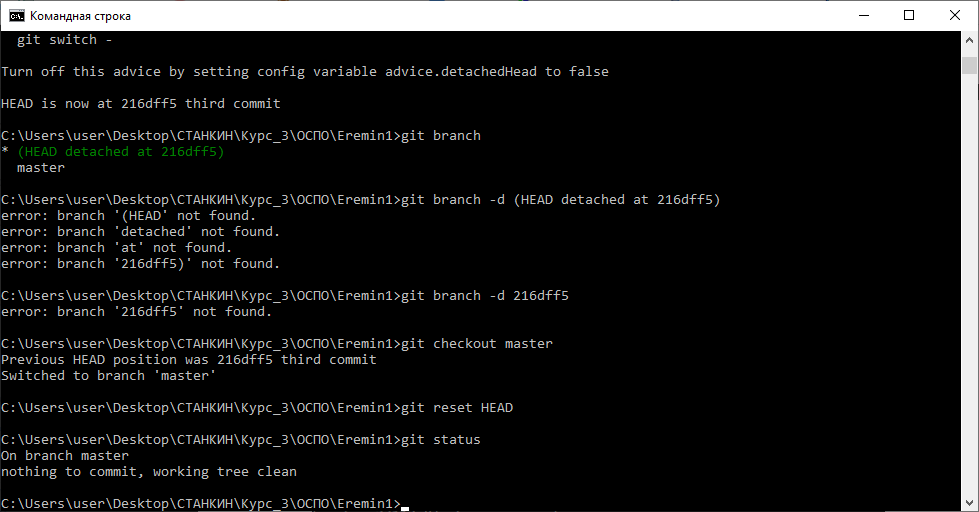 Командная строка
git switch -
Turn off this advice by setting config variable advice.detachedHead to false
HEAD is now at 216dff5 third commit
C:\Users\user\Desktop\СТАНКИН\Курс_3\ОСПО\Eremin1>git branch
* (HEAD detached at 216dff5)
master
C:\Users\user\Desktop\СТАНКИН\Курс_3\ОСПО\Eremin1>git branch -d (HEAD detached at 216dff5)
error: branch '(HEAD' not found.
error: branch 'detached' not found.
error: branch 'at' not found.
error: branch '216dff5)' not found.
C:\Users\user\Desktop\СТАНКИН\Курс_3\ОСПО\Eremin1>git branch -d 216dff5
error: branch '216dff5' not found.
C:\Users\user\Desktop\СТАНКИН\Курс_3\ОСПО\Eremin1>git checkout master
Previous HEAD position was 216dff5 third commit
Switched to branch 'master'
C:\Users\user\Desktop\СТАНКИН\Курс_3\ОСПО\Eremin1>git reset HEAD
C:\Users\user\Desktop\СТАНКИН\Курс_3\ОСПО\Eremin1>git status
On branch master
nothing to commit, working tree clean
C:\Users\user\Desktop\СТАНКИН\Курс_3\ОСПО\Eremin1>